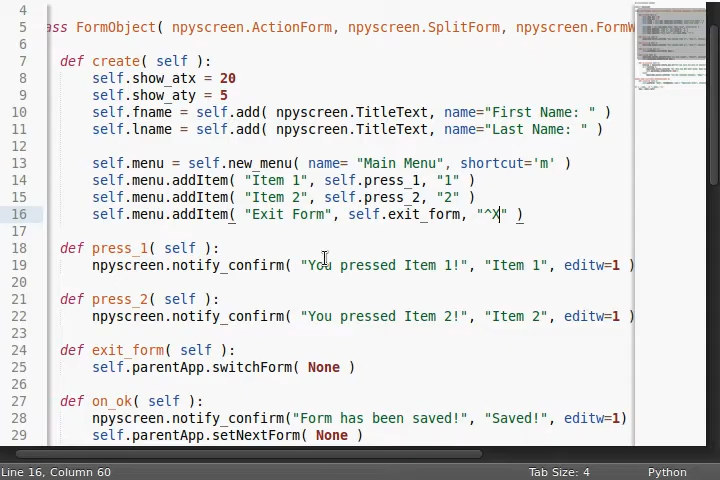 4
5 ass FormObject( npyscreen.ActionForm, npyscreen.SplitForm, npyscreen.FormW
6
7 def create( self ):
8 self.show_atx = 20
9 self.show_aty = 5
10 self.fname = self.add( npyscreen.TitleText, name="First Name: " )
11 self.lname = self.add( npyscreen.TitleText, name="Last Name: " )
12
13 self.menu = self.new_menu( name= "Main Menu", shortcut='m' )
14 self.menu.addItem( "Item 1", self.press_1, "1" )
15 self.menu.addItem( "Item 2", self.press_2, "2" )
16 self.menu.addItem( "Exit Form", self.exit_form, "^X" )
17
18 def press_1( self ):
19 npyscreen.notify_confirm( "You pressed Item 1!", "Item 1", editw=1 )
20
21 def press_2( self ):
22 npyscreen.notify_confirm( "You pressed Item 2!", "Item 2", editw=1 )
23
24 def exit_form( self ):
25 self.parentApp.switchForm( None )
26
27 def on_ok( self ):
28 npyscreen.notify_confirm("Form has been saved!", "Saved!", editw=1)
29 self.parentApp.setNextForm( None )
Line 16, Column 60 Tab Size: 4 Python